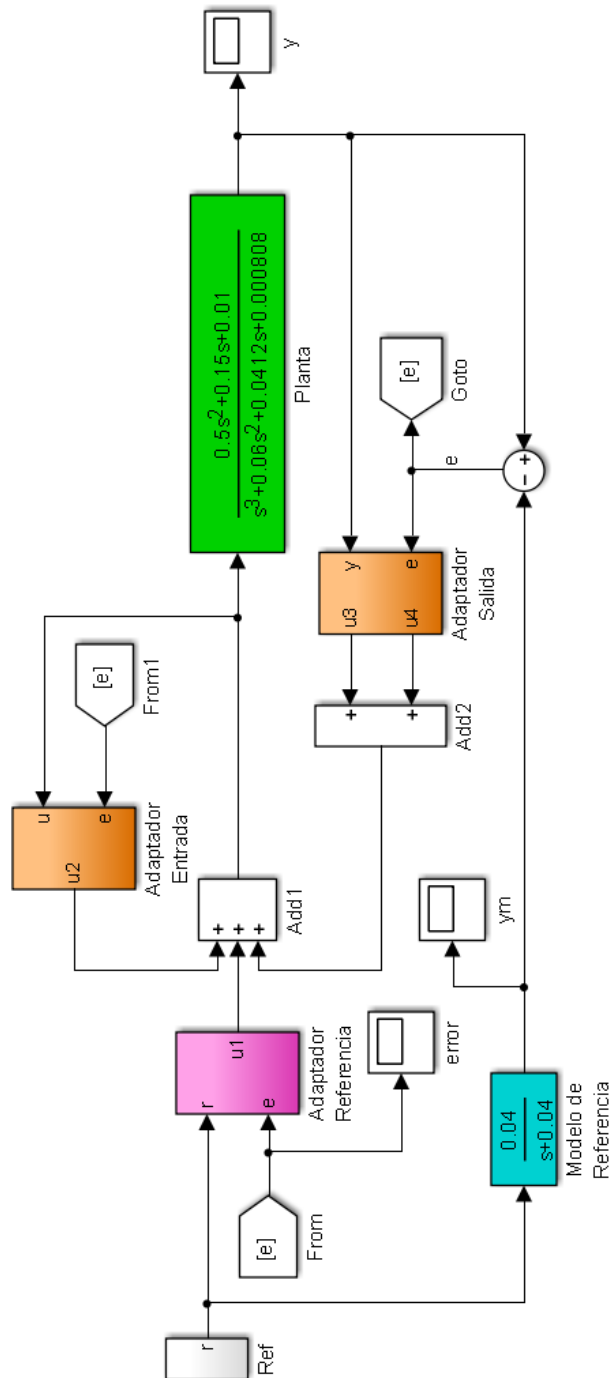 u2
u
e
Adaptador
Entrada
[e]
From1
r
Ref
r
e
u1
Adaptador
Referencia
+
+
+
Add1
0.5s²+0.15s+0.01
s³+0.06s²+0.0412s+0.000808
Planta
y
[e]
From
error
+
+
Add2
u3
u4
y
e
Adaptador
Salida
[e]
Goto
e
ym
0.04
s+0.04
Modelo de
Referencia
-
+